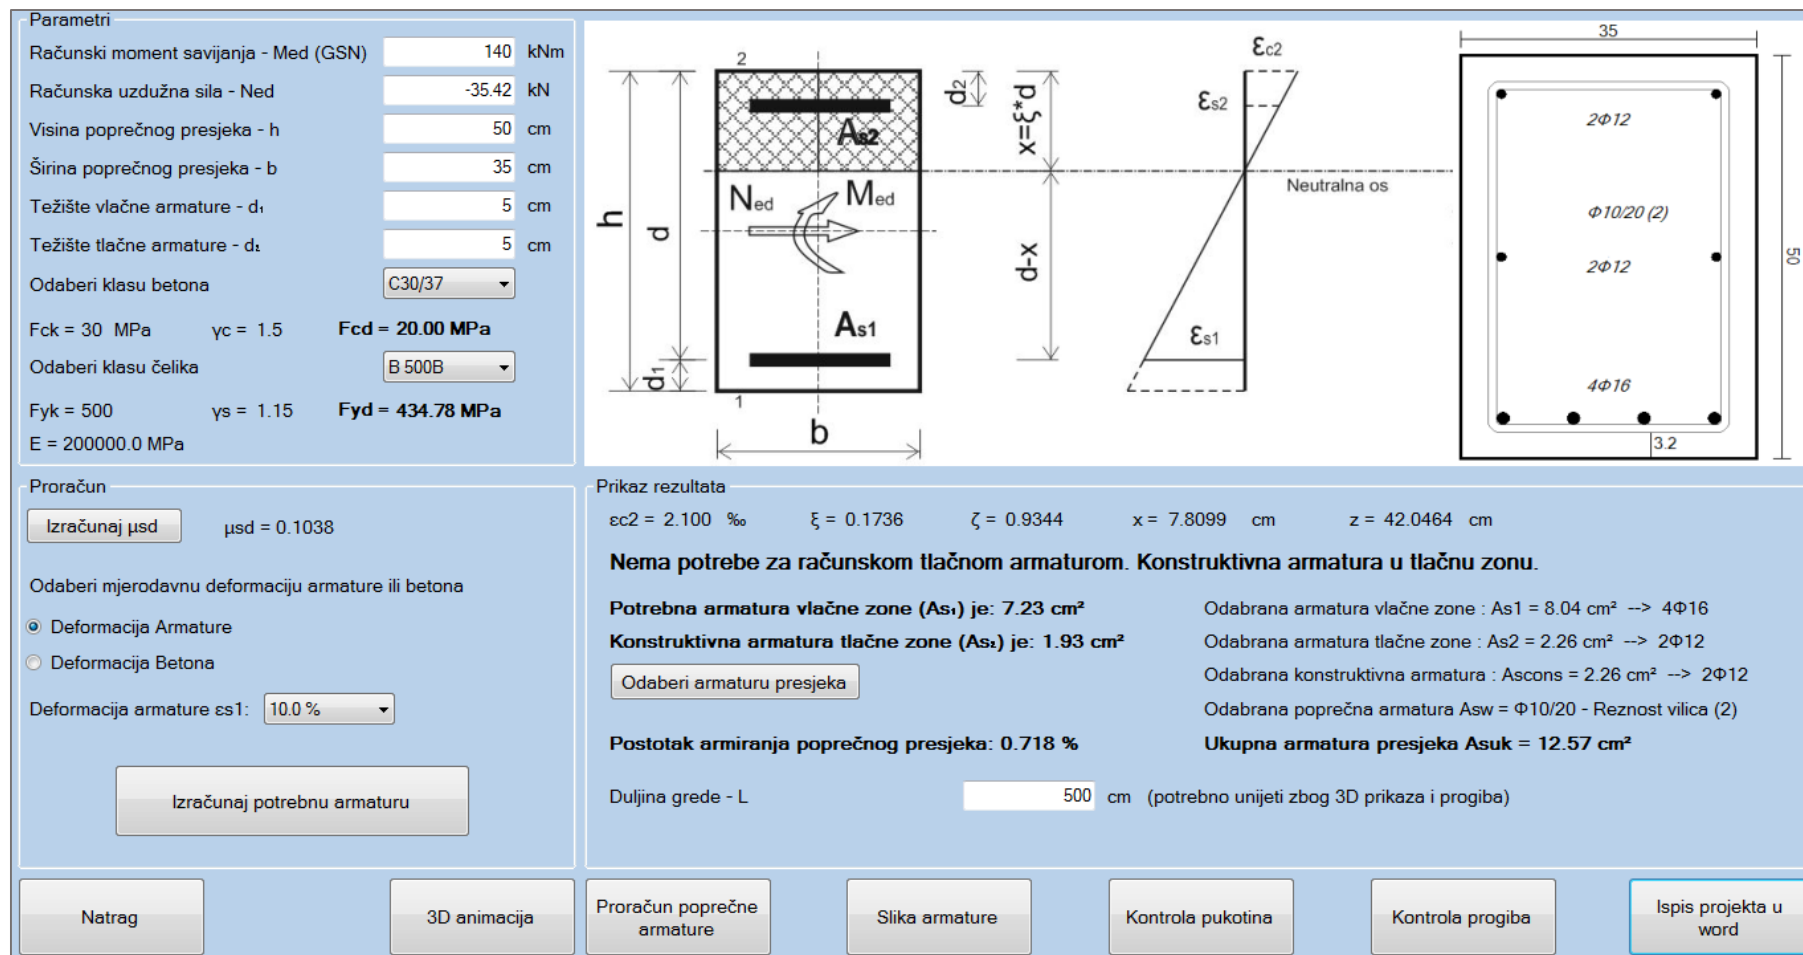 Parametri
Računski moment savijanja - Med (GSN) 140 kNm
Računska uzdužna sila - Ned -35.42 kN
Visina poprečnog presjeka - h 50 cm
Širina poprečnog presjeka - b 35 cm
Težište vlačne armature - d₁ 5 cm
Težište tlačne armature - d₂ 5 cm
Odaberi klasu betona C30/37
Fck = 30 MPa γc = 1.5 Fcd = 20.00 MPa
Odaberi klasu čelika B 500B
Fyk = 500 γs = 1.15 Fyd = 434.78 MPa
E = 200000.0 MPa
2
h
d
d1
As2
Ned
Med
As1
1
b
d2
x=ξ*d
d-x
εc2
εs2
Neutralna os
εs1
35
2Φ12
Φ10/20 (2)
2Φ12
50
4Φ16
3.2
Proračun
Izračunaj μsd μsd = 0.1038
Odaberi mjerodavnu deformaciju armature ili betona
Deformacija Armature
Deformacija Betona
Deformacija armature εs1: 10.0 %
Izračunaj potrebnu armaturu
Prikaz rezultata
εc2 = 2.100 ‰ ξ = 0.1736 ζ = 0.9344 x = 7.8099 cm z = 42.0464 cm
Nema potrebe za računskom tlačnom armaturom. Konstruktivna armatura u tlačnu zonu.
Potrebna armatura vlačne zone (As₁) je: 7.23 cm² Odabrana armatura vlačne zone : As1 = 8.04 cm² --> 4Φ16
Konstruktivna armatura tlačne zone (As₂) je: 1.93 cm² Odabrana armatura tlačne zone : As2 = 2.26 cm² --> 2Φ12
Odaberi armaturu presjeka Odabrana konstruktivna armatura : Ascons = 2.26 cm² --> 2Φ12
Odabrana poprečna armatura Asw = Φ10/20 - Reznost vilica (2)
Postotak armiranja poprečnog presjeka: 0.718 % Ukupna armatura presjeka Asuk = 12.57 cm²
Duljina grede - L 500 cm (potrebno unijeti zbog 3D prikaza i progiba)
Natrag
3D animacija
Proračun poprečne
armature
Slika armature
Kontrola pukotina
Kontrola progiba
Ispis projekta u
word